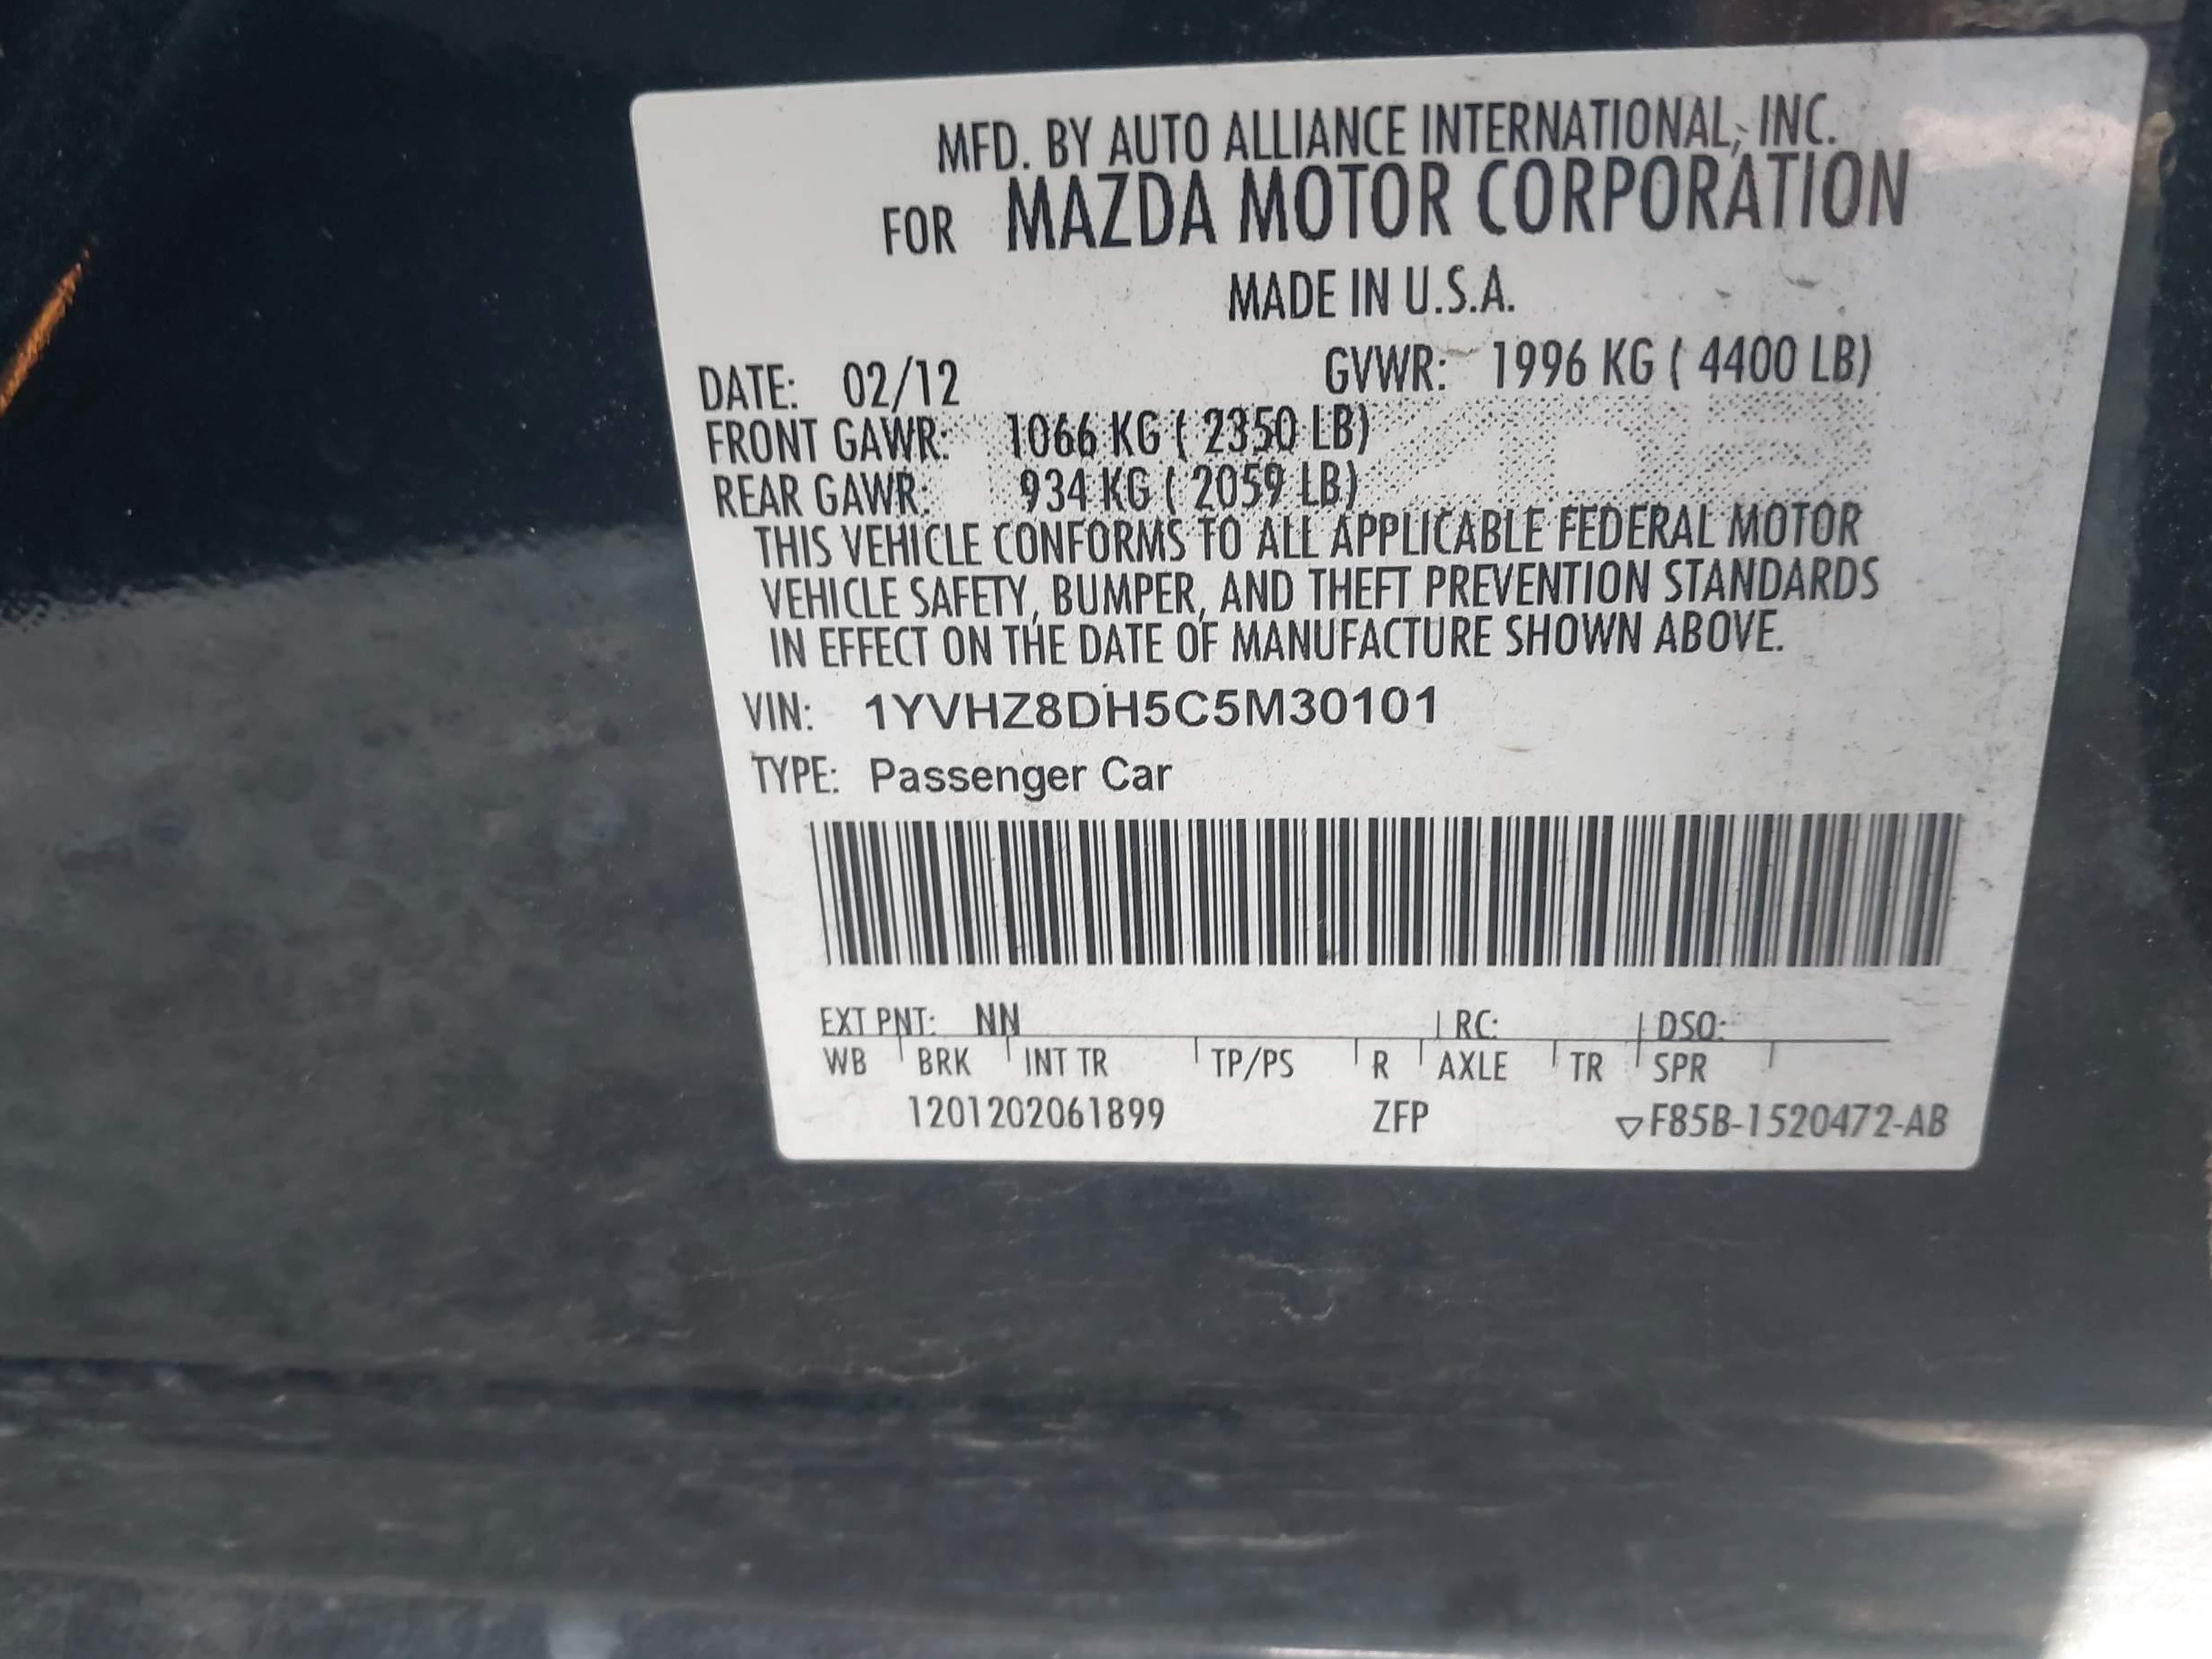 MFD. BY AUTO ALLIANCE INTERNATIONAL, INC.
FOR MAZDA MOTOR CORPORATION
MADE IN U.S.A.
DATE: 02/12 GVWR: 1996 KG ( 4400 LB)
FRONT GAWR: 1066 KG ( 2350 LB)
REAR GAWR: 934 KG ( 2059 LB)
THIS VEHICLE CONFORMS TO ALL APPLICABLE FEDERAL MOTOR
VEHICLE SAFETY, BUMPER, AND THEFT PREVENTION STANDARDS
IN EFFECT ON THE DATE OF MANUFACTURE SHOWN ABOVE.
VIN: 1YVHZ8DH5C5M30101
TYPE: Passenger Car
EXT PNT: NN RC: DSO:
WB BRK INT TR TP/PS R AXLE TR SPR
1201202061899 ZFP ▽F85B-1520472-AB